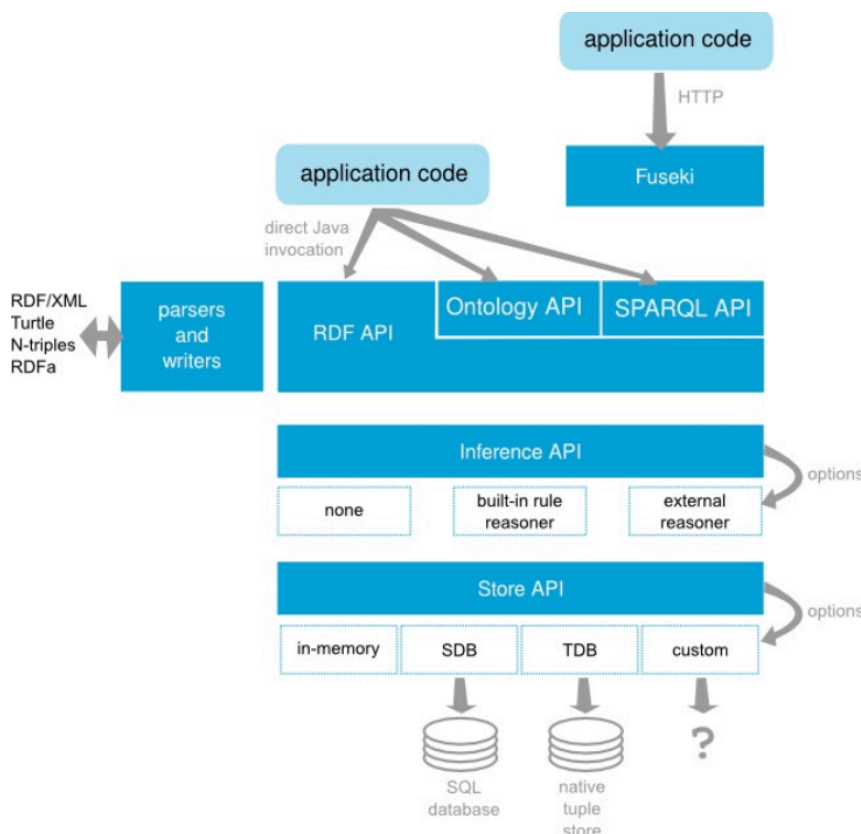 application code
HTTP
Fuseki
application code
direct Java
invocation
RDF/XML
Turtle
N-triples
RDFa
parsers
and
writers
RDF API
Ontology API
SPARQL API
Inference API
options
none
built-in rule
reasoner
external
reasoner
Store API
options
in-memory
SDB
TDB
custom
SQL
database
native
tuple
store
?